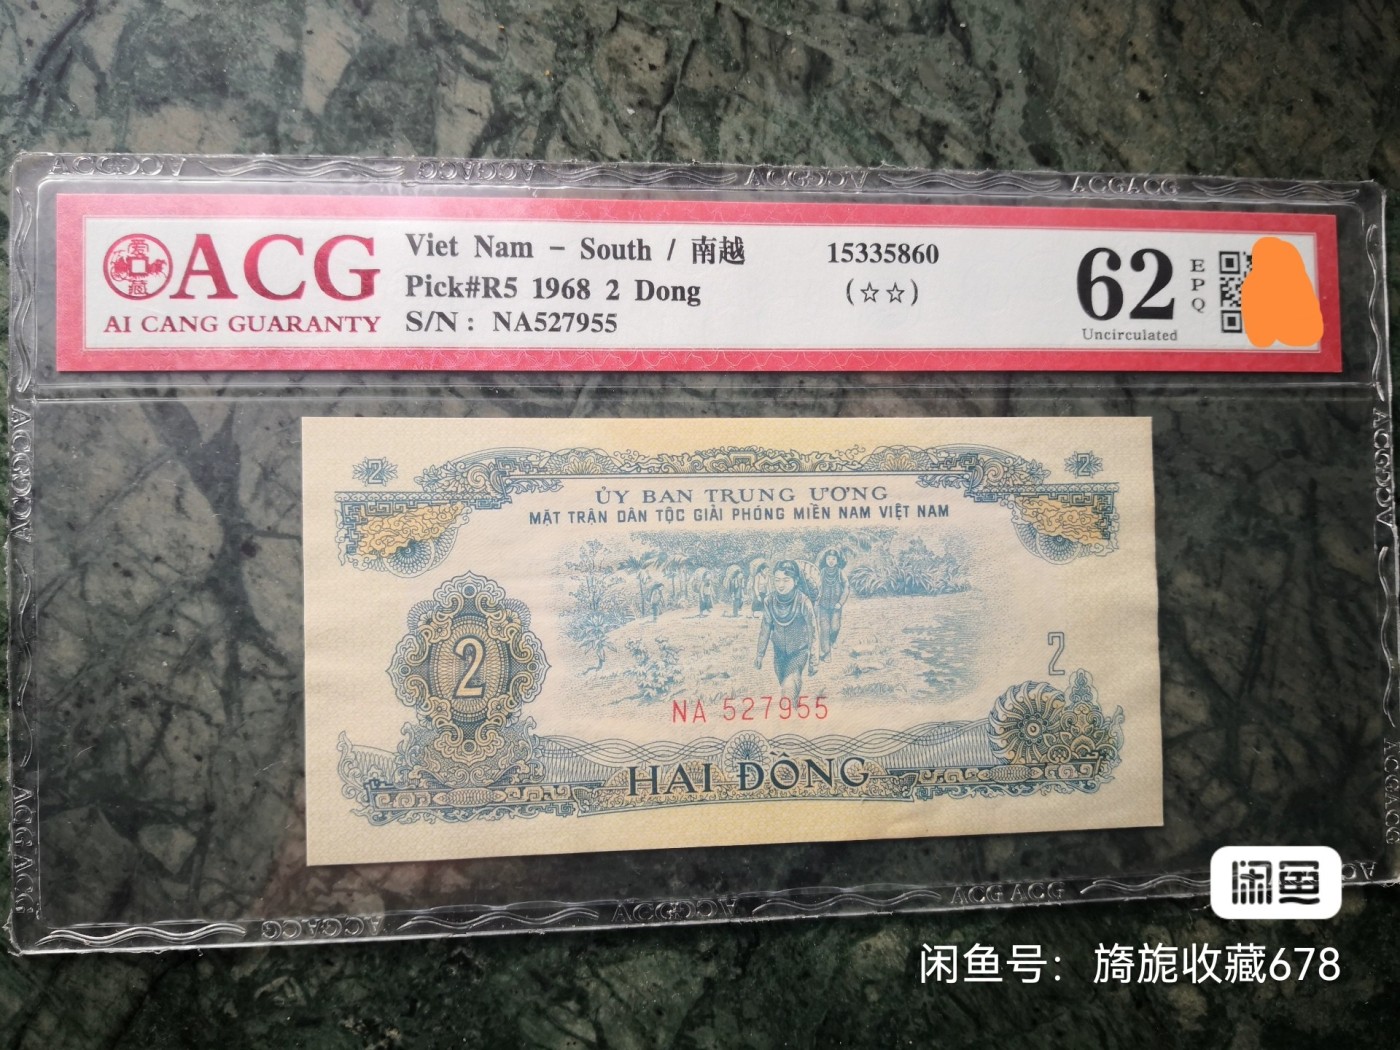 ACG
AI CANG GUARANTY
Viet Nam - South / 南越
Pick#R5 1968 2 Dong
S/N : NA527955
15335860
(☆☆)
62
EPQ
Uncirculated
2
2
ỦY BAN TRUNG ƯƠNG
MẶT TRẬN DÂN TỘC GIẢI PHÓNG MIỀN NAM VIỆT NAM
2
2
NA 527955
HAI ĐỒNG
闲鱼
闲鱼号：旖旎收藏678